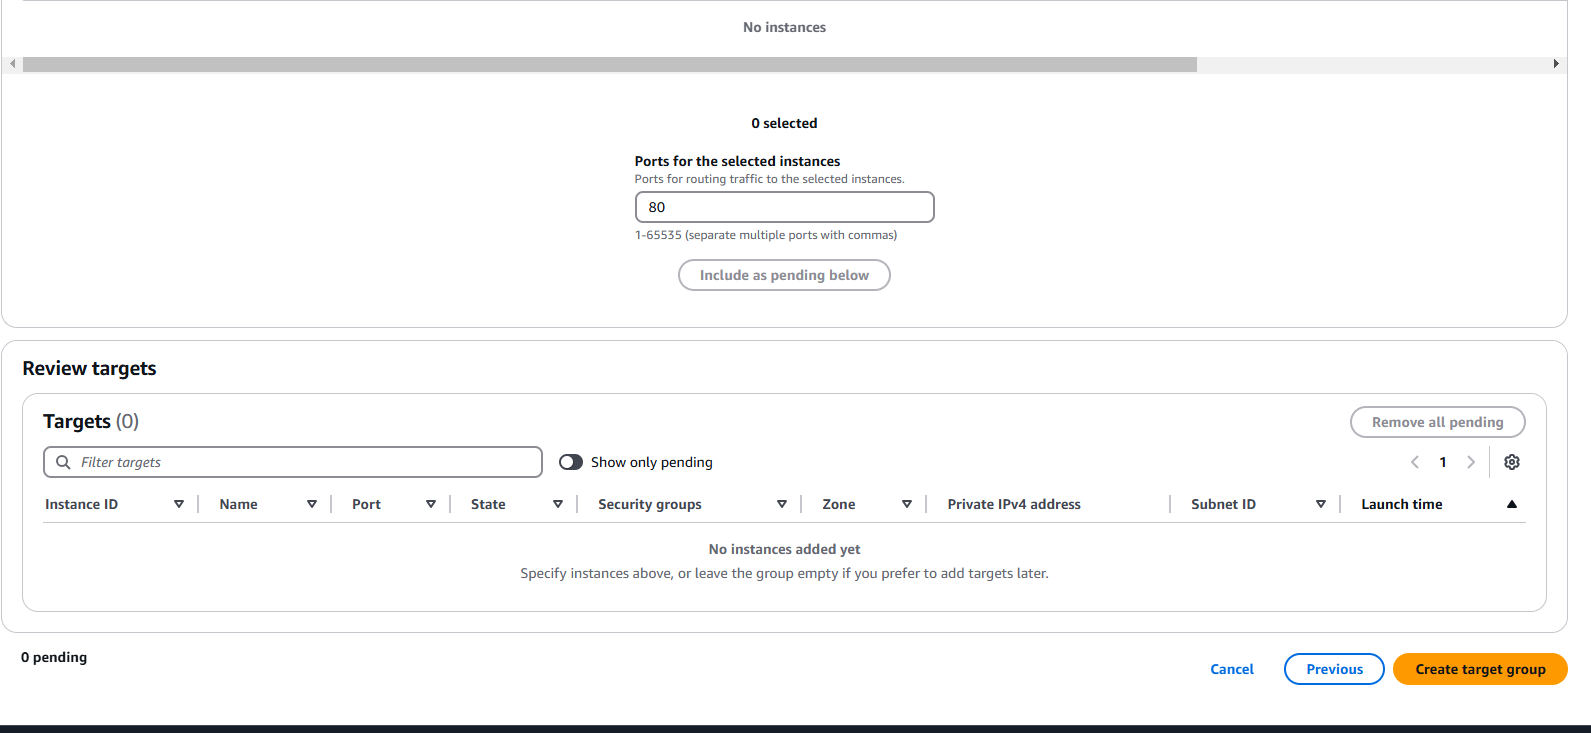 No instances
0 selected
Ports for the selected instances
Ports for routing traffic to the selected instances.
80
1-65535 (separate multiple ports with commas)
Include as pending below
Review targets
Targets (0)
Remove all pending
Filter targets
Show only pending
1
Instance ID Name Port State Security groups Zone Private IPv4 address Subnet ID Launch time
No instances added yet
Specify instances above, or leave the group empty if you prefer to add targets later.
0 pending
Cancel Previous Create target group